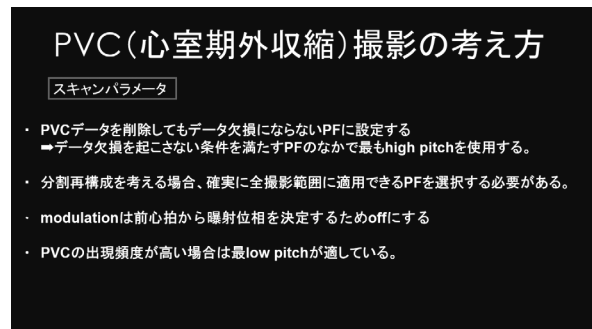 PVC(心室期外収縮)撮影の考え方
スキャンパラメータ
・ PVCデータを削除してもデータ欠損にならないPFに設定する
➡データ欠損を起こさない条件を満たすPFのなかで最もhigh pitchを使用する。
・ 分割再構成を考える場合、確実に全撮影範囲に適用できるPFを選択する必要がある。
・ modulationは前心拍から曝射位相を決定するためoffにする
・ PVCの出現頻度が高い場合は最low pitchが適している。